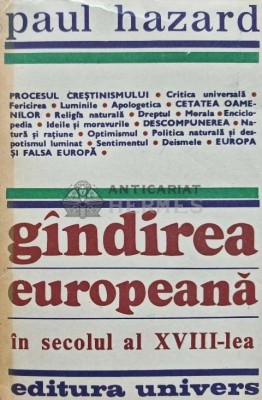 paul hazard
PROCESUL CREȘTINISMULUI • Critica universală •
Fericirea • Luminile • Apologetica • CETATEA OAME-
NILOR • Religia naturală • Dreptul • Morala • Enciclo-
pedia • Ideile și moravurile • DESCOMPUNEREA • Na-
tură și rațiune • Optimismul • Politica naturală și des-
potismul luminat • Sentimentul • Deismele • EUROPA
ȘI FALSA EUROPĂ •
ANTICARIAT
HERMES
gîndirea
europeană
în secolul al XVIII-lea
editura univers